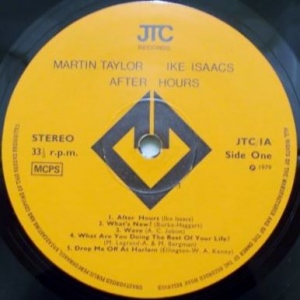 JTC
RECORDS
MARTIN TAYLOR IKE ISAACS
AFTER HOURS
STEREO
33⅓ r.p.m.
MCPS
JTC/1A
Side One
℗ 1979
1. After Hours (Ike Isaacs)
2. What's New? (Burke-Haggart)
3. Wave (A. C. Jobim)
4. What Are You Doing The Rest Of Your Life?
(M. Legrand/A. & M. Bergman)
5. Drop Me Off At Harlem (Ellington-W. A. Kenny)